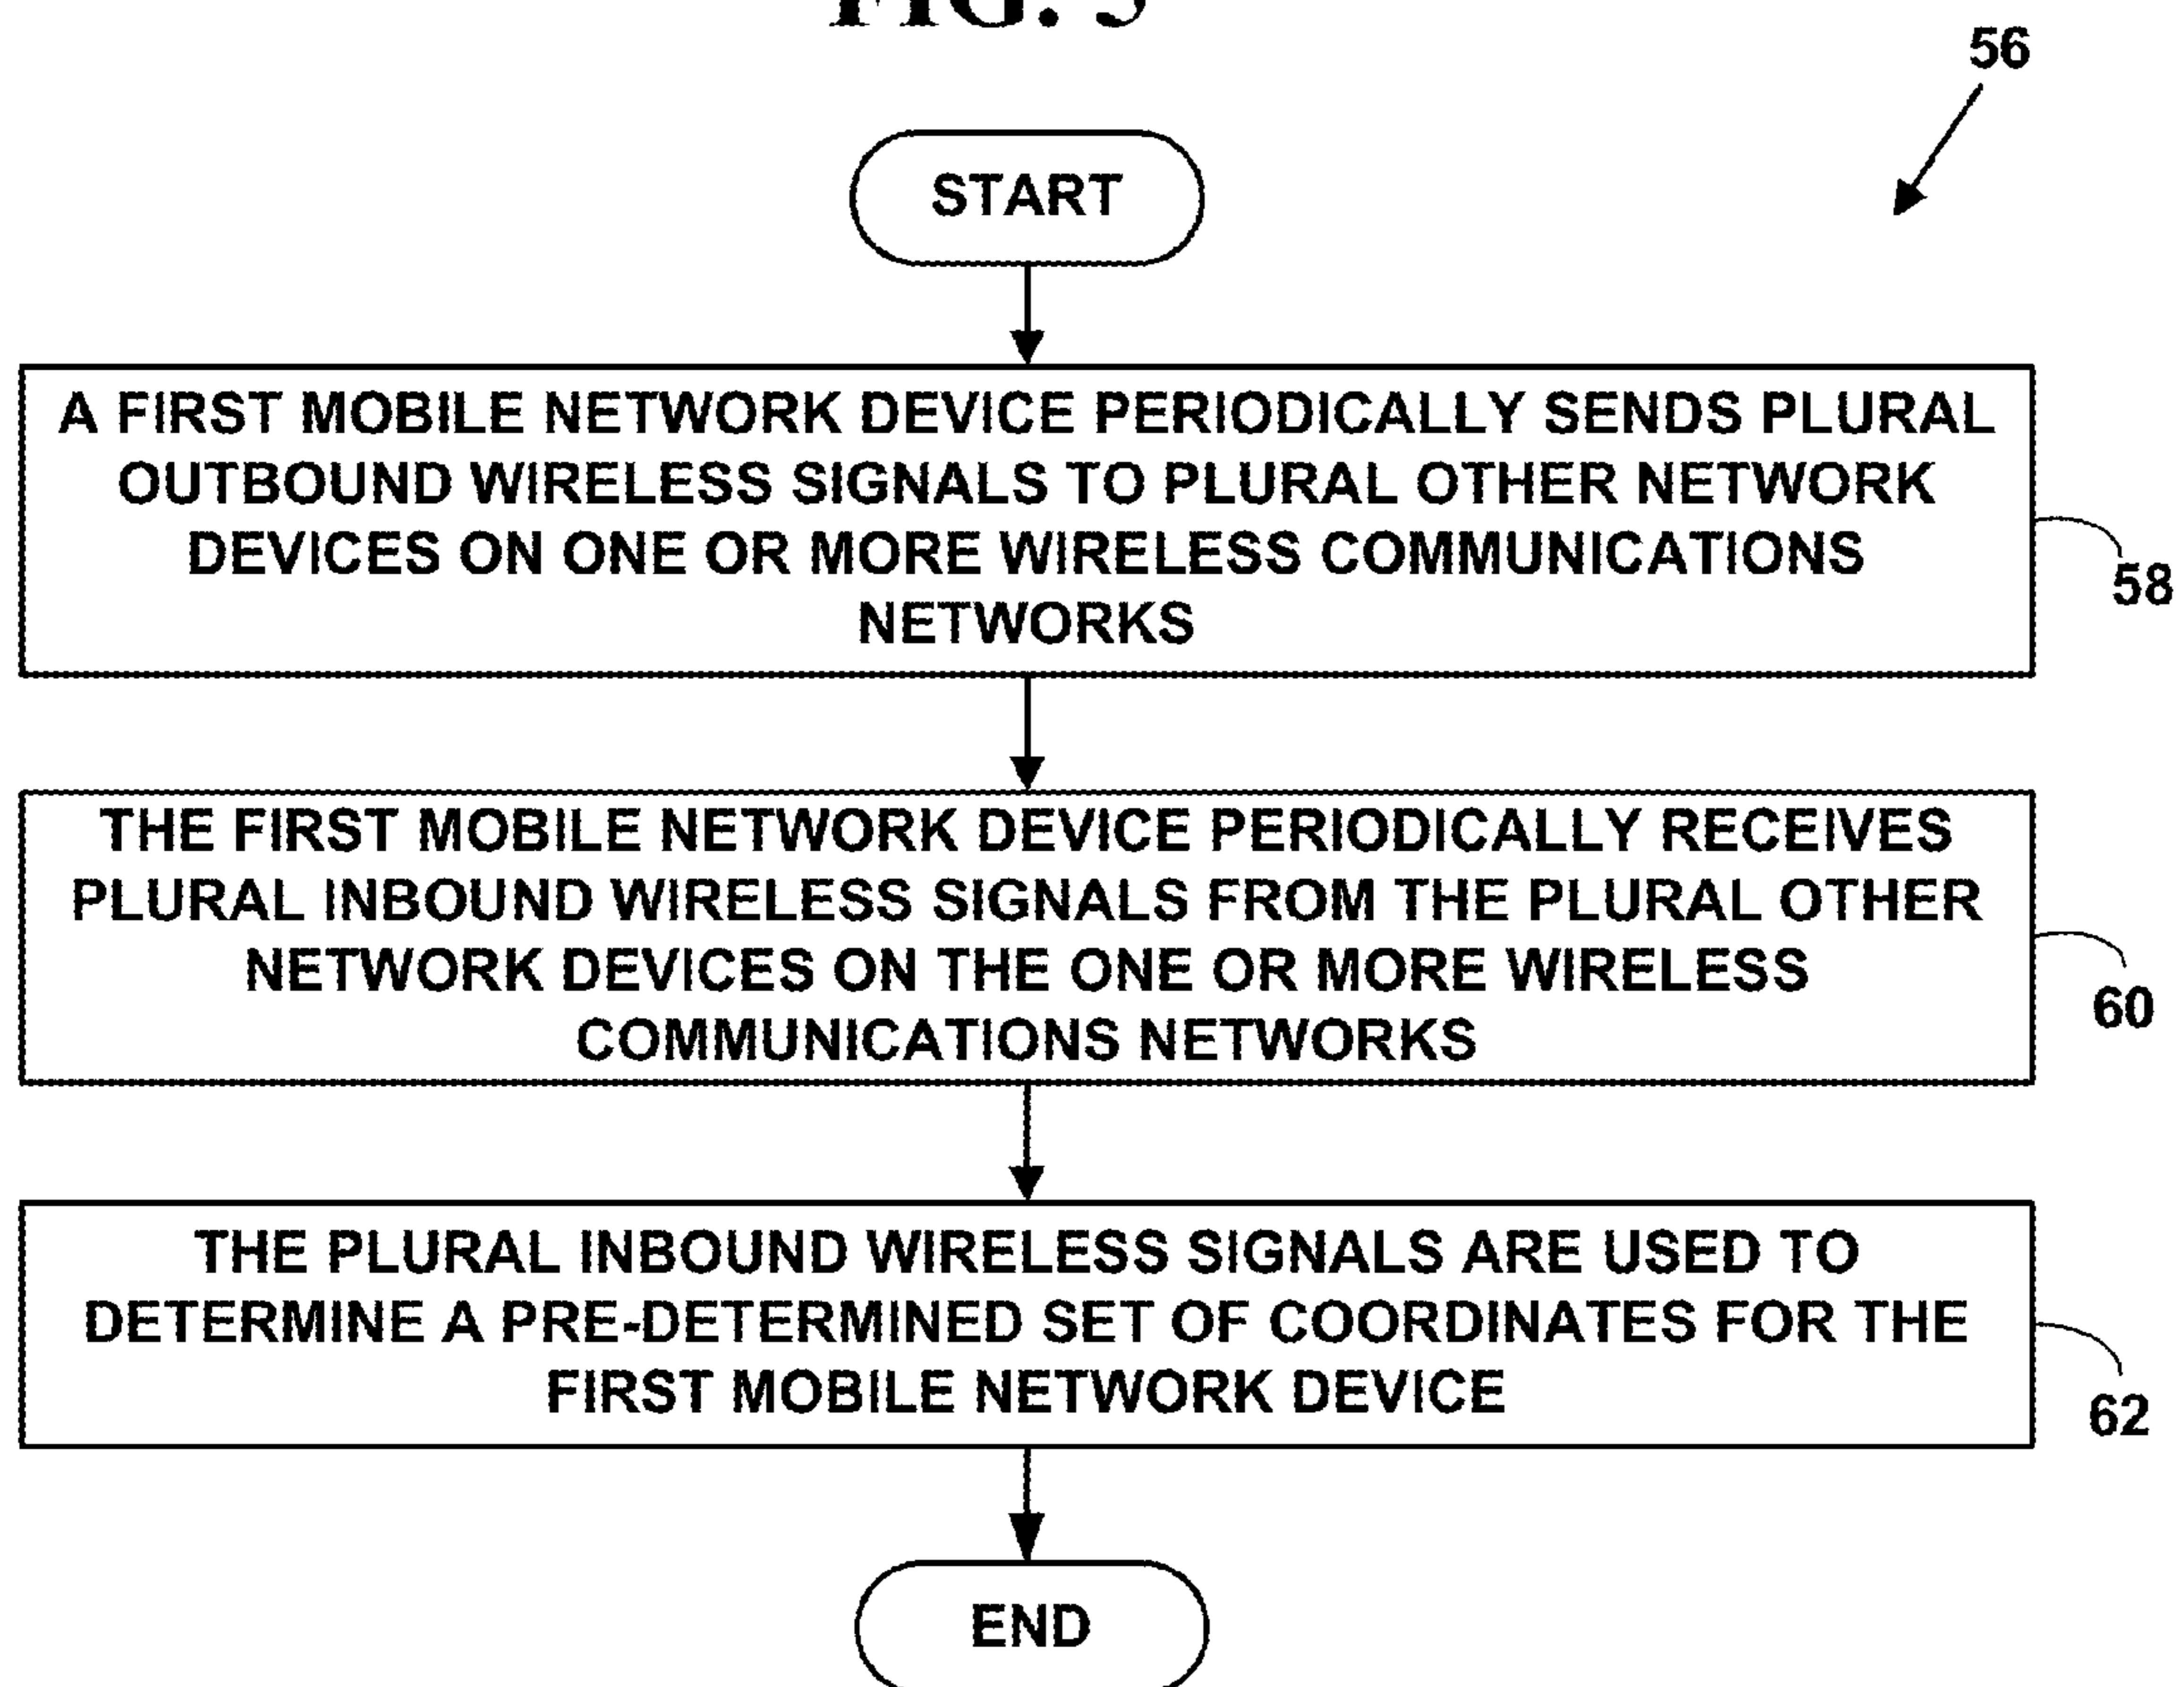 FIG.
56
START
A FIRST MOBILE NETWORK DEVICE PERIODICALLY SENDS PLURAL
OUTBOUND WIRELESS SIGNALS TO PLURAL OTHER NETWORK
DEVICES ON ONE OR MORE WIRELESS COMMUNICATIONS
NETWORKS
58
THE FIRST MOBILE NETWORK DEVICE PERIODICALLY RECEIVES
PLURAL INBOUND WIRELESS SIGNALS FROM THE PLURAL OTHER
NETWORK DEVICES ON THE ONE OR MORE WIRELESS
COMMUNICATIONS NETWORKS
60
THE PLURAL INBOUND WIRELESS SIGNALS ARE USED TO
DETERMINE A PRE-DETERMINED SET OF COORDINATES FOR THE
FIRST MOBILE NETWORK DEVICE
62
END